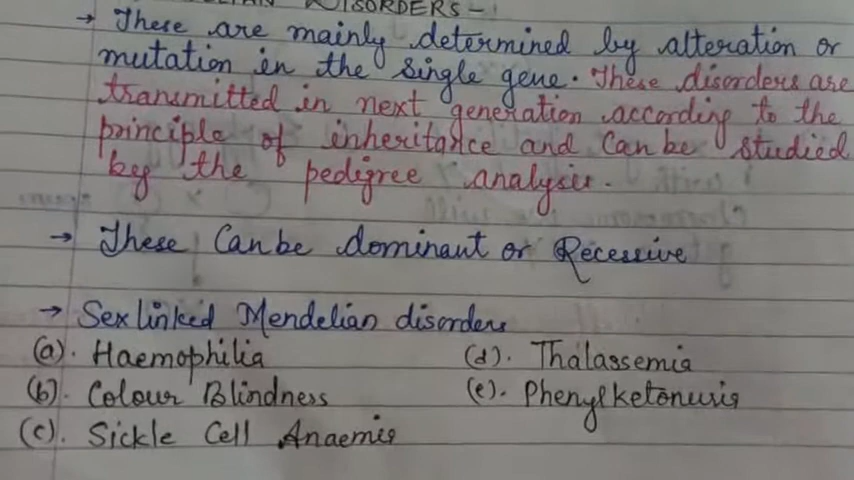 DISORDERS-
→ These are mainly determined by alteration or
mutation in the single gene. These disorders are
transmitted in next generation according to the
principle of inheritance and Can be studied
by the pedigree analysis.
→ These Can be dominant or Recessive
→ Sex linked Mendelian disorders
(a). Haemophilia (d). Thalassemia
(b). Colour Blindness (e). Phenylketonuria
(c). Sickle Cell Anaemia